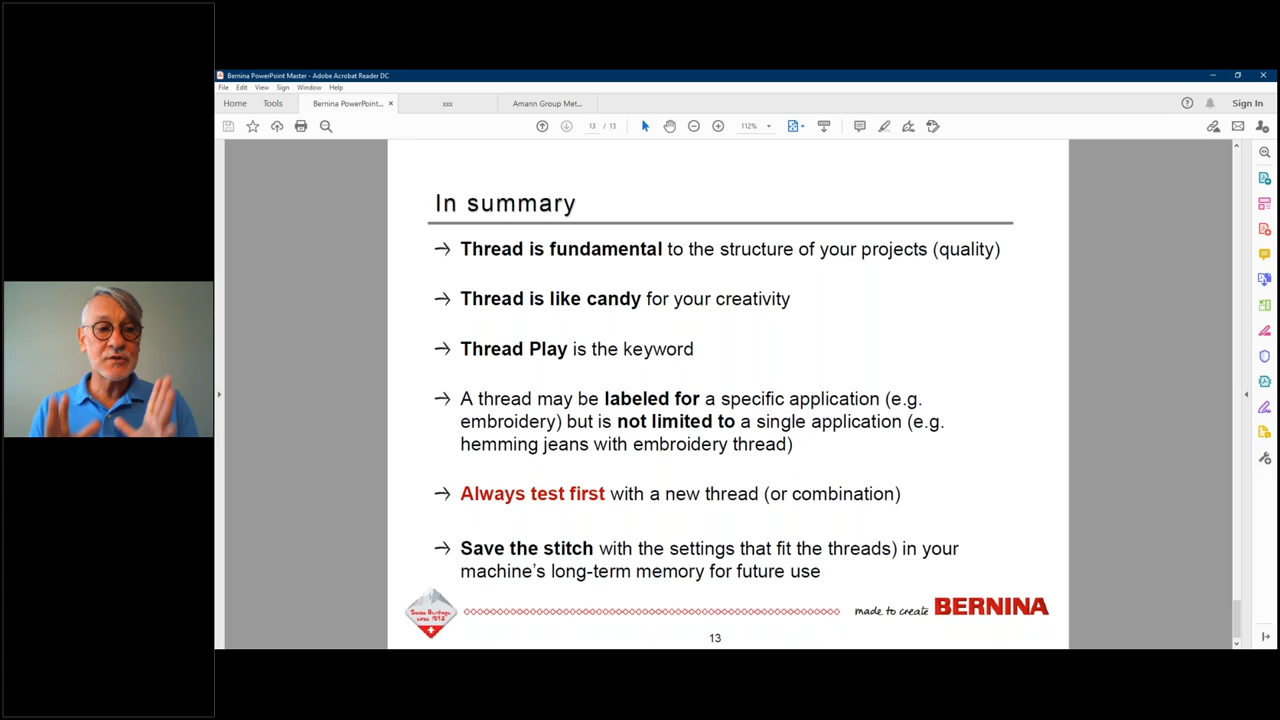 Bernina PowerPoint Master - Adobe Acrobat Reader DC
File Edit View Sign Window Help
Home Tools Bernina PowerPoint... × xxx Amann Group Met... Sign In
13 / 13 112%
In summary
→ Thread is fundamental to the structure of your projects (quality)
→ Thread is like candy for your creativity
→ Thread Play is the keyword
→ A thread may be labeled for a specific application (e.g.
embroidery) but is not limited to a single application (e.g.
hemming jeans with embroidery thread)
→ Always test first with a new thread (or combination)
→ Save the stitch with the settings that fit the threads) in your
machine's long-term memory for future use
Swiss Heritage
since 1893
made to create BERNINA
13